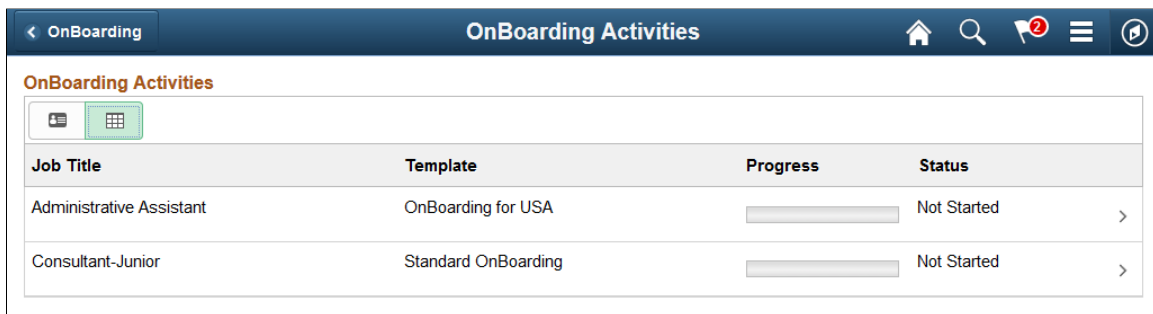 OnBoarding OnBoarding Activities 2
OnBoarding Activities
Job Title Template Progress Status
Administrative Assistant OnBoarding for USA Not Started
Consultant-Junior Standard OnBoarding Not Started